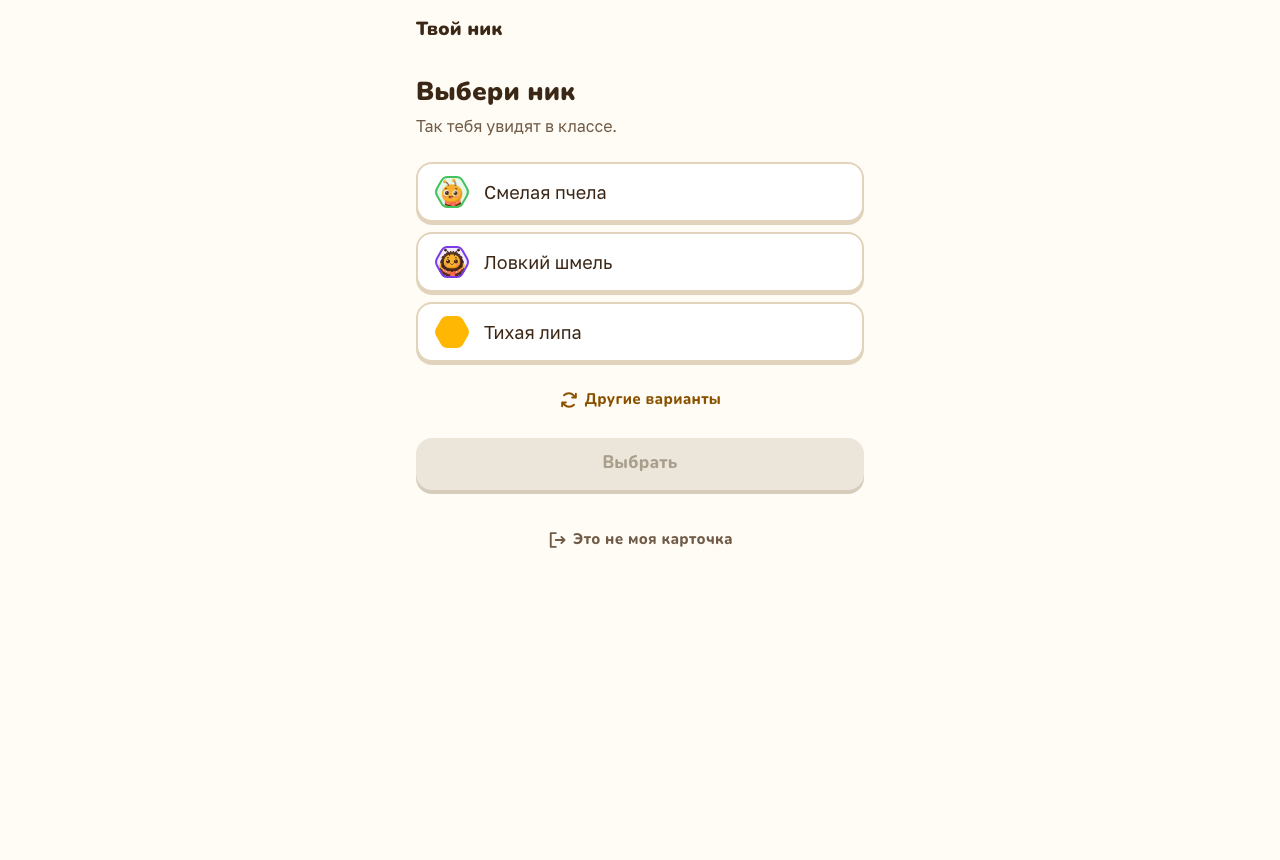 Твой ник
Выбери ник
Так тебя увидят в классе.
Смелая пчела
Ловкий шмель
Тихая липа
Другие варианты
Выбрать
Это не моя карточка